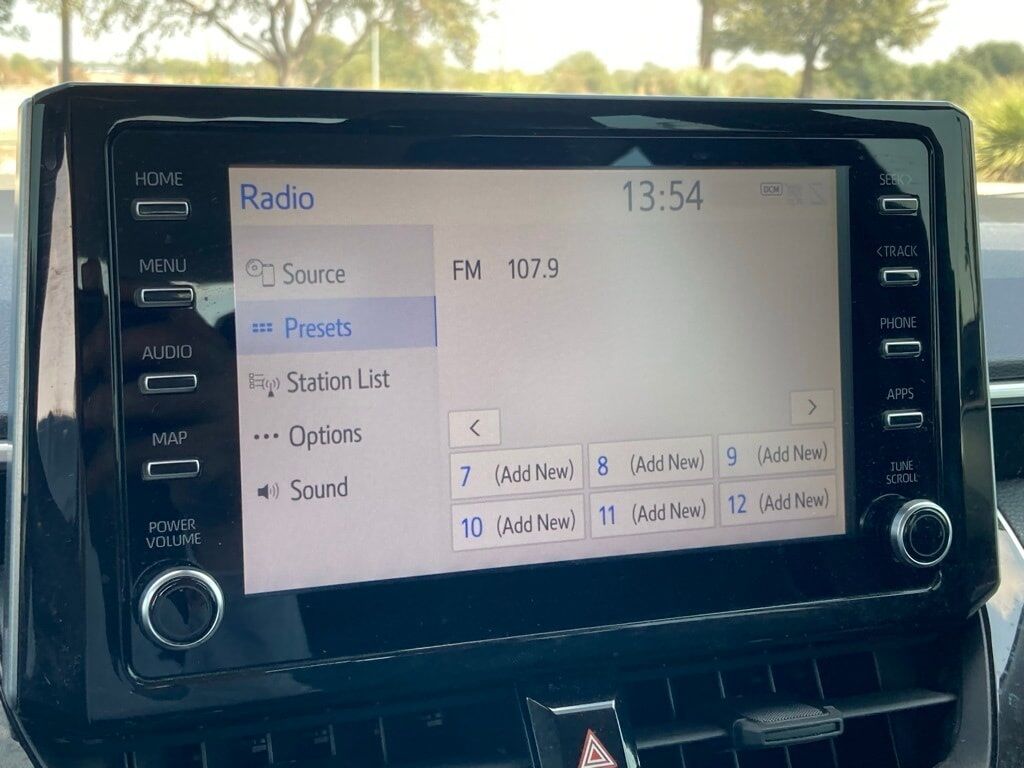 HOME
MENU
AUDIO
MAP
POWER
VOLUME
Radio
13:54
DCM
Source
Presets
Station List
Options
Sound
FM 107.9
<
>
7 (Add New)
8 (Add New)
9 (Add New)
10 (Add New)
11 (Add New)
12 (Add New)
SEEK>
<TRACK
PHONE
APPS
TUNE
SCROLL